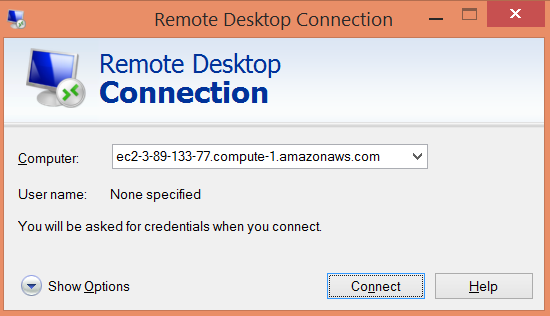 Remote Desktop Connection
Remote Desktop
Connection
Computer:
ec2-3-89-133-77.compute-1.amazonaws.com
User name:
None specified
You will be asked for credentials when you connect.
Show Options
Connect
Help